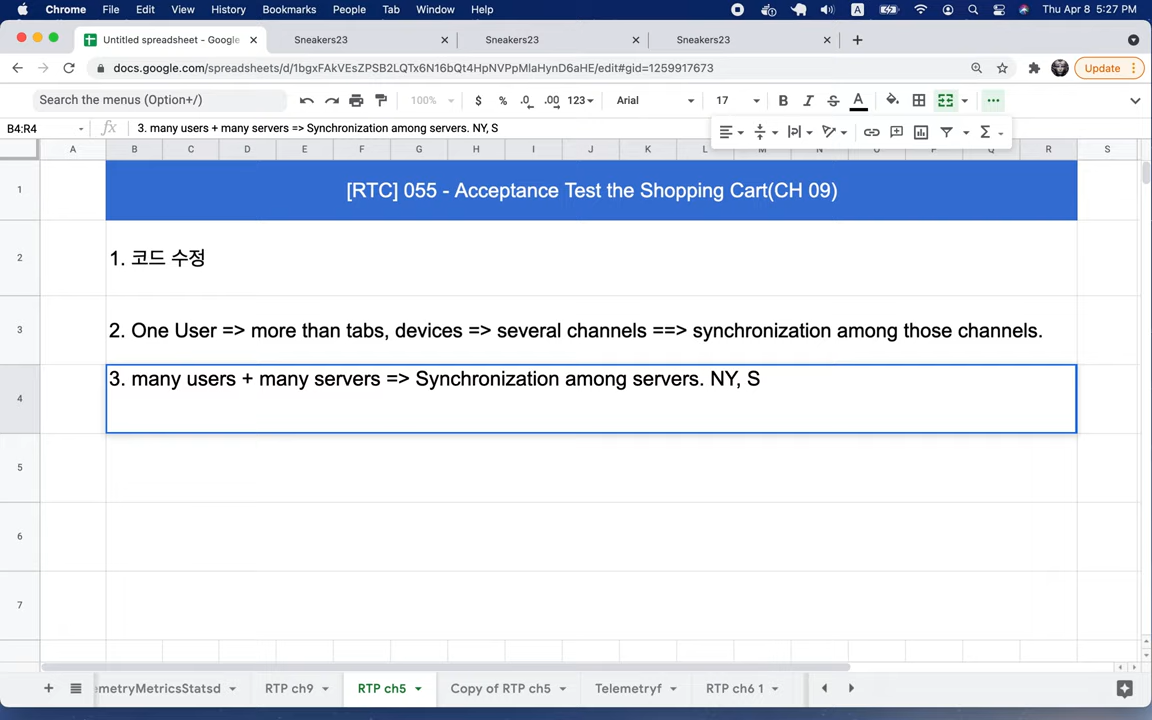 Chrome File Edit View History Bookmarks People Tab Window Help A Thu Apr 8 5:27 PM
Untitled spreadsheet - Google Sneakers23 Sneakers23 Sneakers23
docs.google.com/spreadsheets/d/1bgxFAkVEsZPSB2LQTx6N16bQt4HpNVPpMlaHynD6aHE/edit#gid=1259917673 Update
Search the menus (Option+/) 100% $ % .0 .00 123 Arial 17 B I S A
B4:R4 fx 3. many users + many servers => Synchronization among servers. NY, S
A B C D E F G H I J K L M N O P Q R S
1 [RTC] 055 - Acceptance Test the Shopping Cart(CH 09)
2 1. 코드 수정
3 2. One User => more than tabs, devices => several channels ==> synchronization among those channels.
4 3. many users + many servers => Synchronization among servers. NY, S
5
6
7
emetryMetricsStatsd RTP ch9 RTP ch5 Copy of RTP ch5 Telemetryf RTP ch6 1